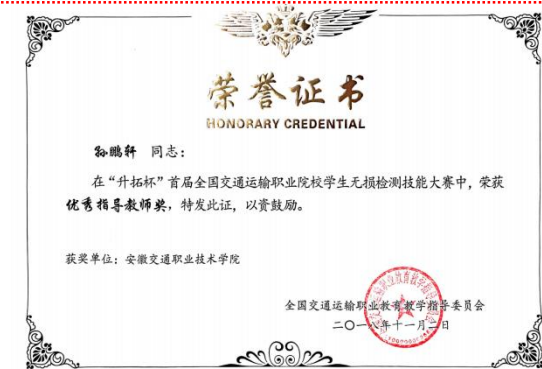 荣誉证书
HONORARY CREDENTIAL
孙鹏轩 同志：
在“升拓杯”首届全国交通运输职业院校学生无损检测技能大赛中，荣获
优秀指导教师奖，特发此证，以资鼓励。
获奖单位：安徽交通职业技术学院
全国交通运输职业教育教学指导委员会
二〇一八年十一月二日